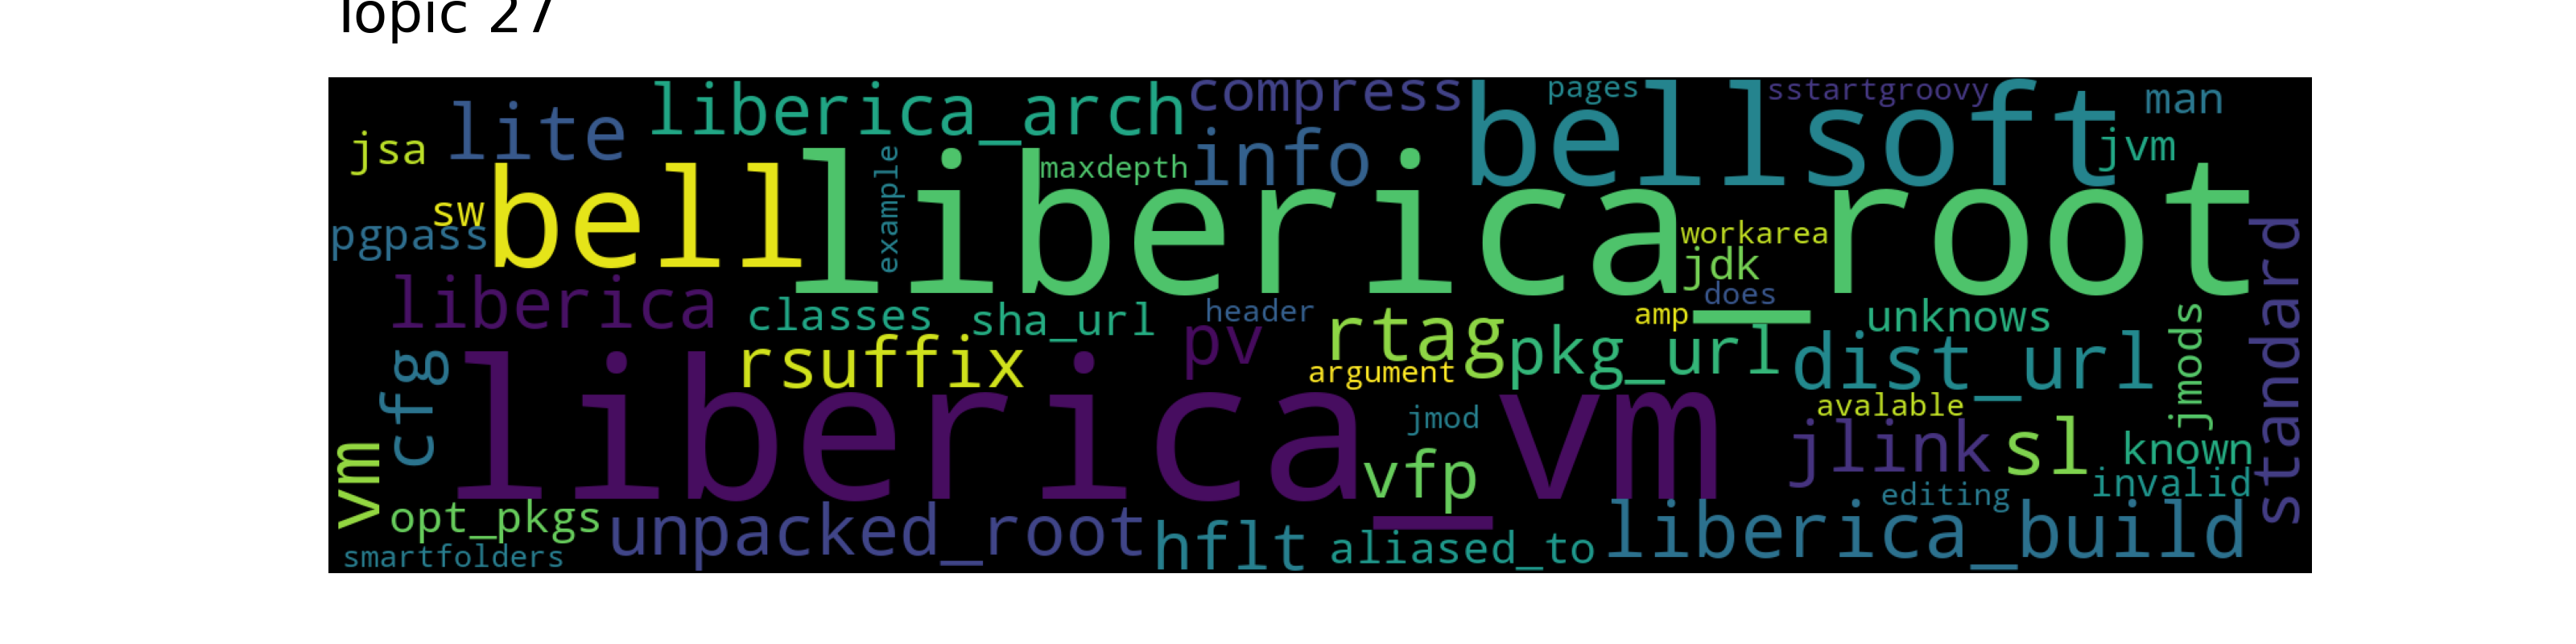 Topic 27
liberica_arch compress pages sstartgroovy man
jsa lite info bellsoft jvm
maxdepth example
sw bell liberica_root workarea
pgpass jdk
liberica classes sha_url header does amp unknows standard
rsuffix pv rtag pkg_url dist_url jmods
cfg argument
liberica_vm jmod avalable
vm vfp jlink sl known
invalid
opt_pkgs unpacked_root hflt aliased_to editing liberica_build
smartfolders